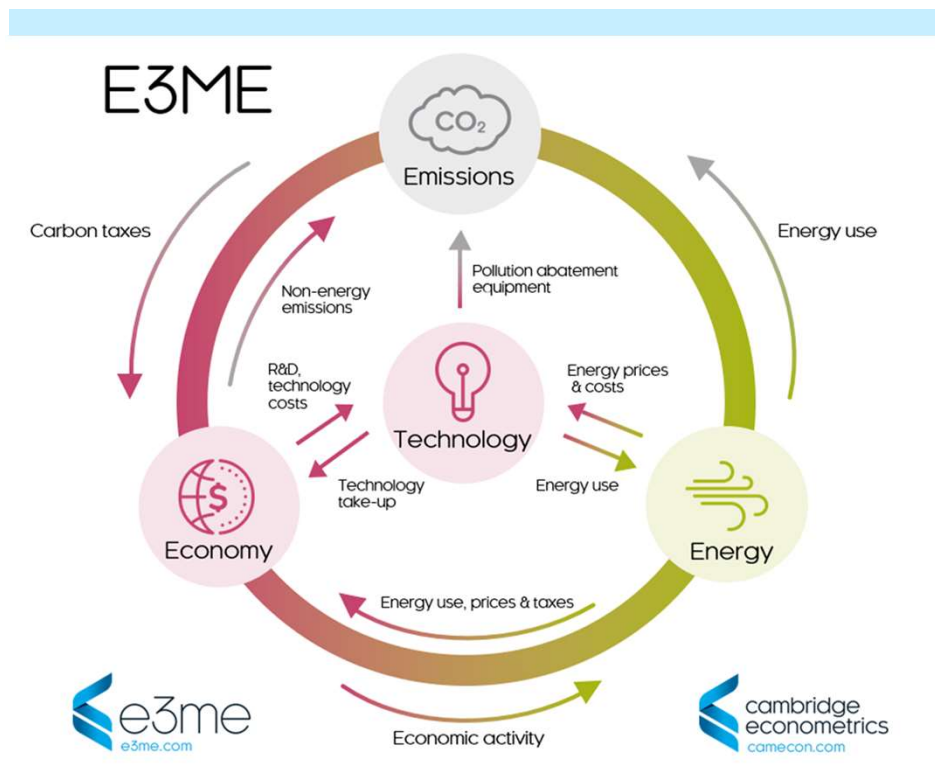 E3ME
CO₂
Emissions
Carbon taxes
Energy use
Non-energy
emissions
Pollution abatement
equipment
R&D,
technology
costs
Energy prices
& costs
Technology
Technology
take-up
Energy use
$
Economy
Energy
Energy use, prices & taxes
Economic activity
e3me
e3me.com
cambridge
econometrics
camecon.com